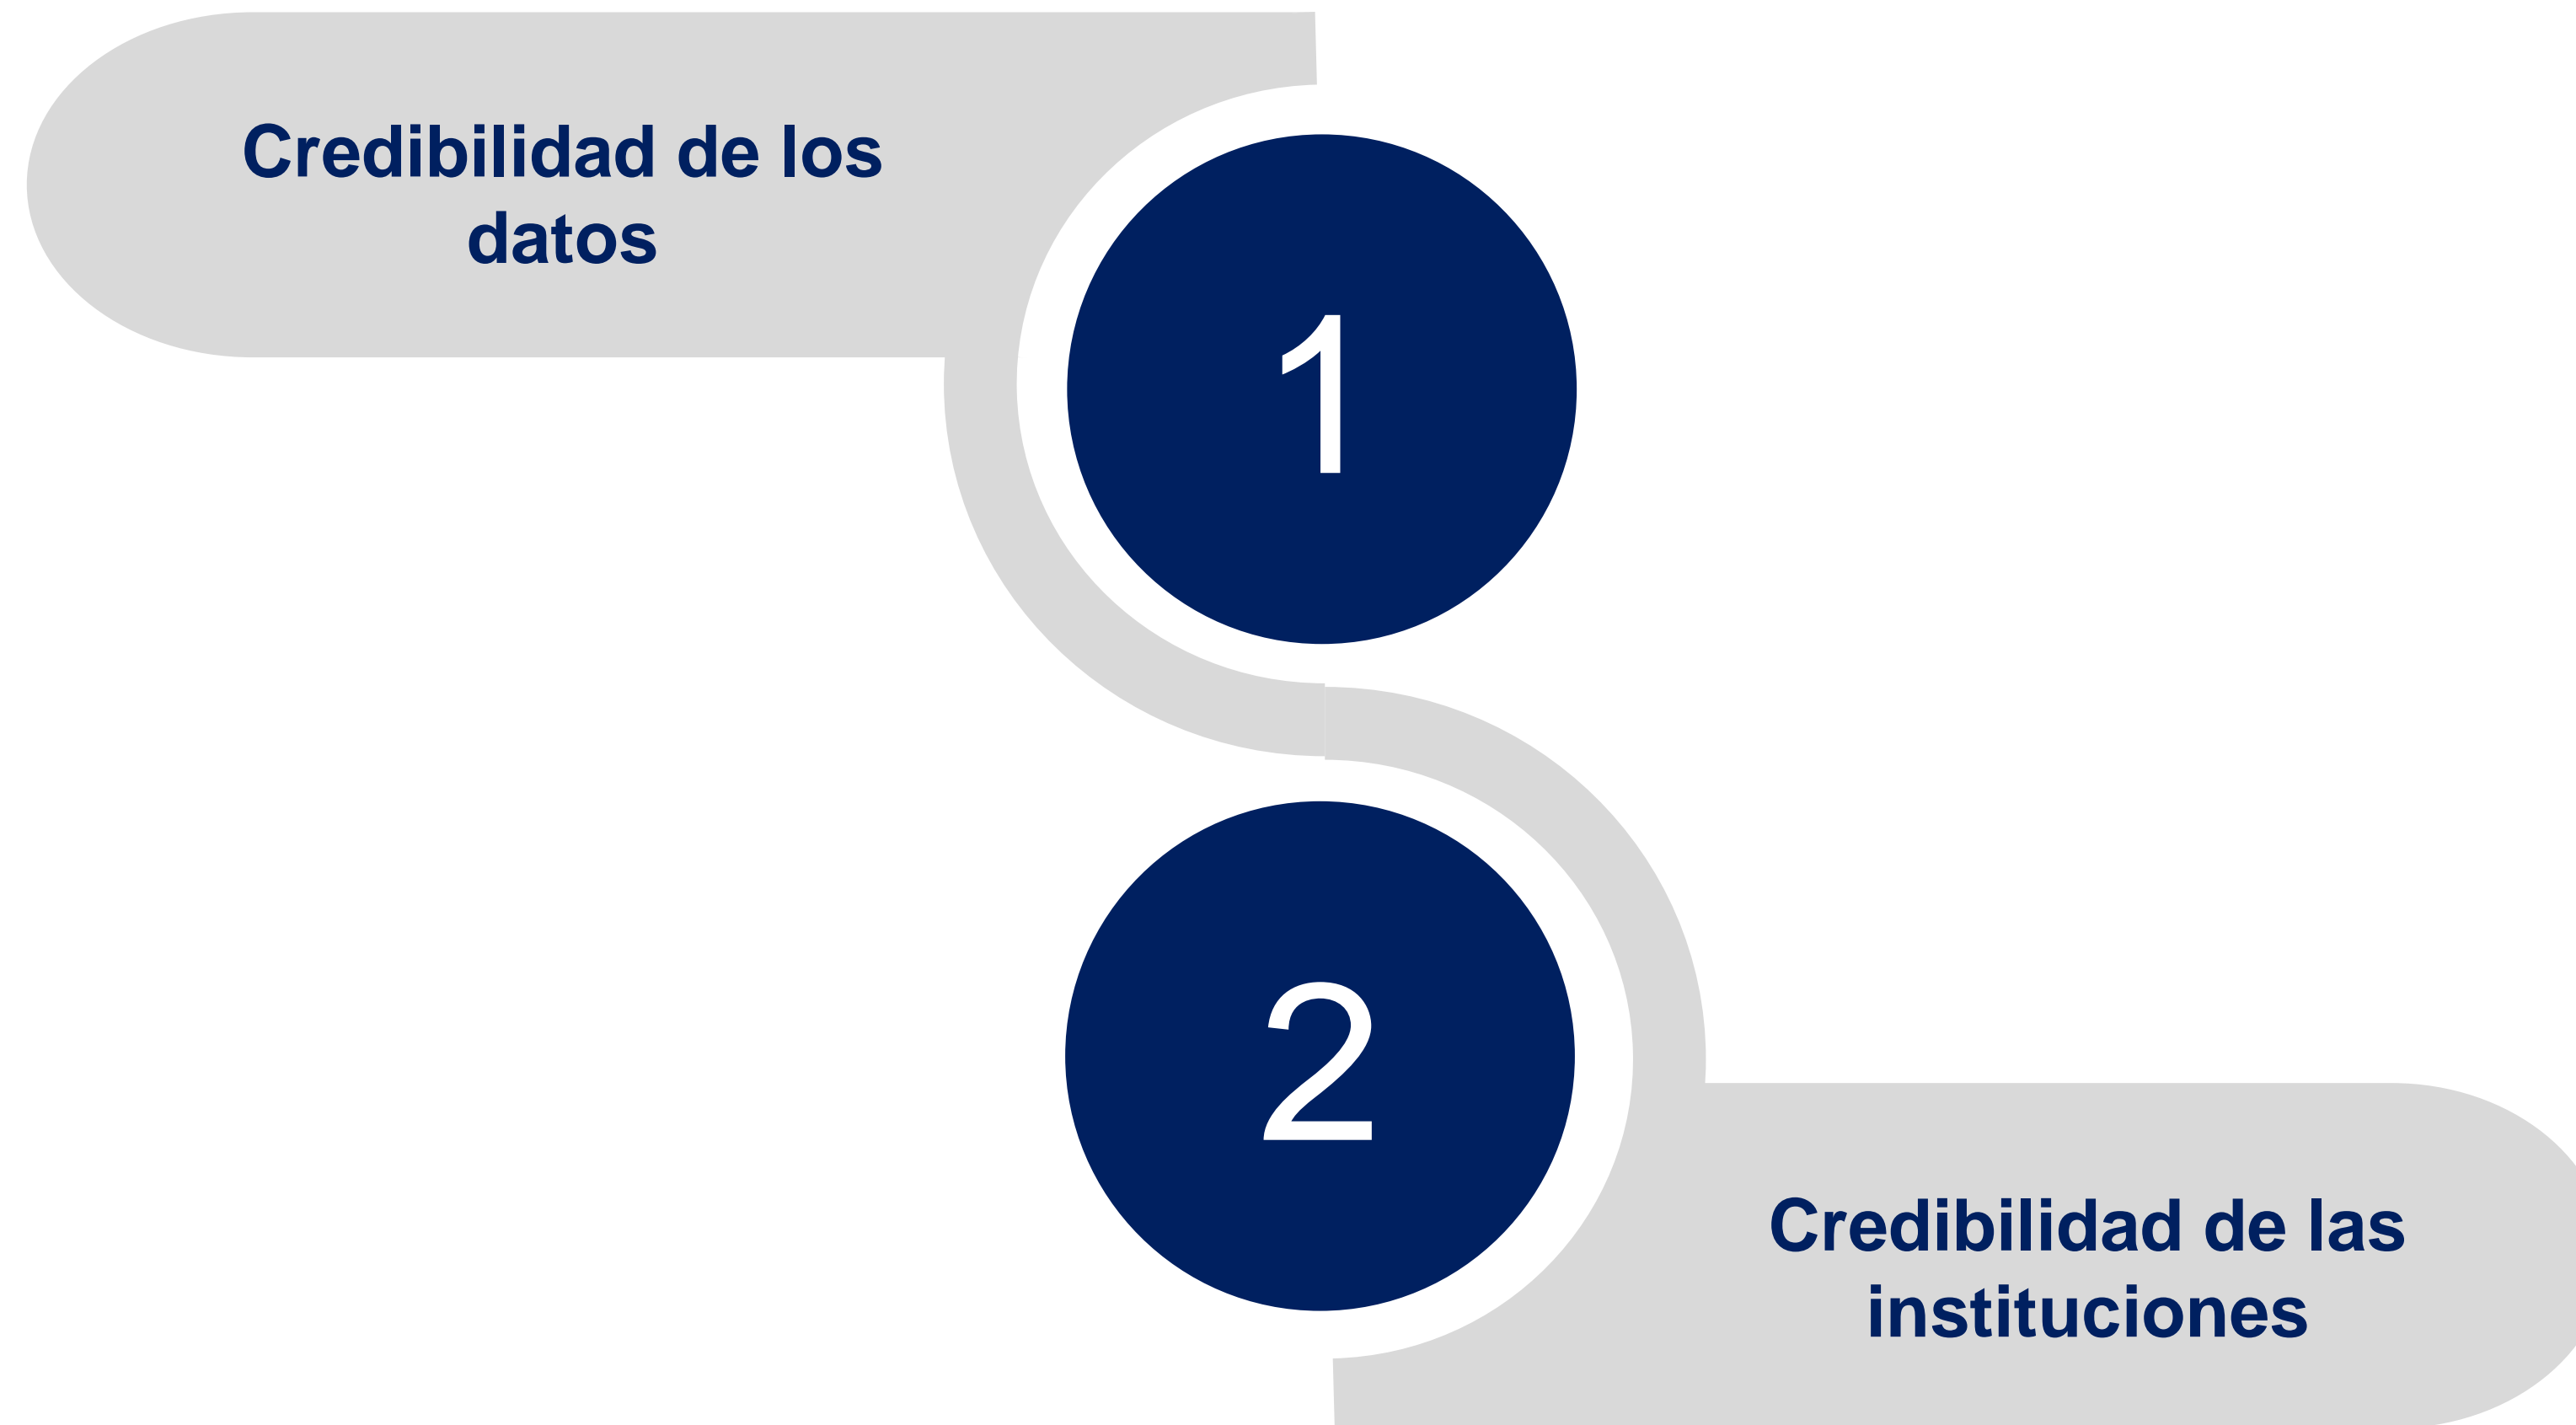 Credibilidad de los
datos
1
2
Credibilidad de las
instituciones